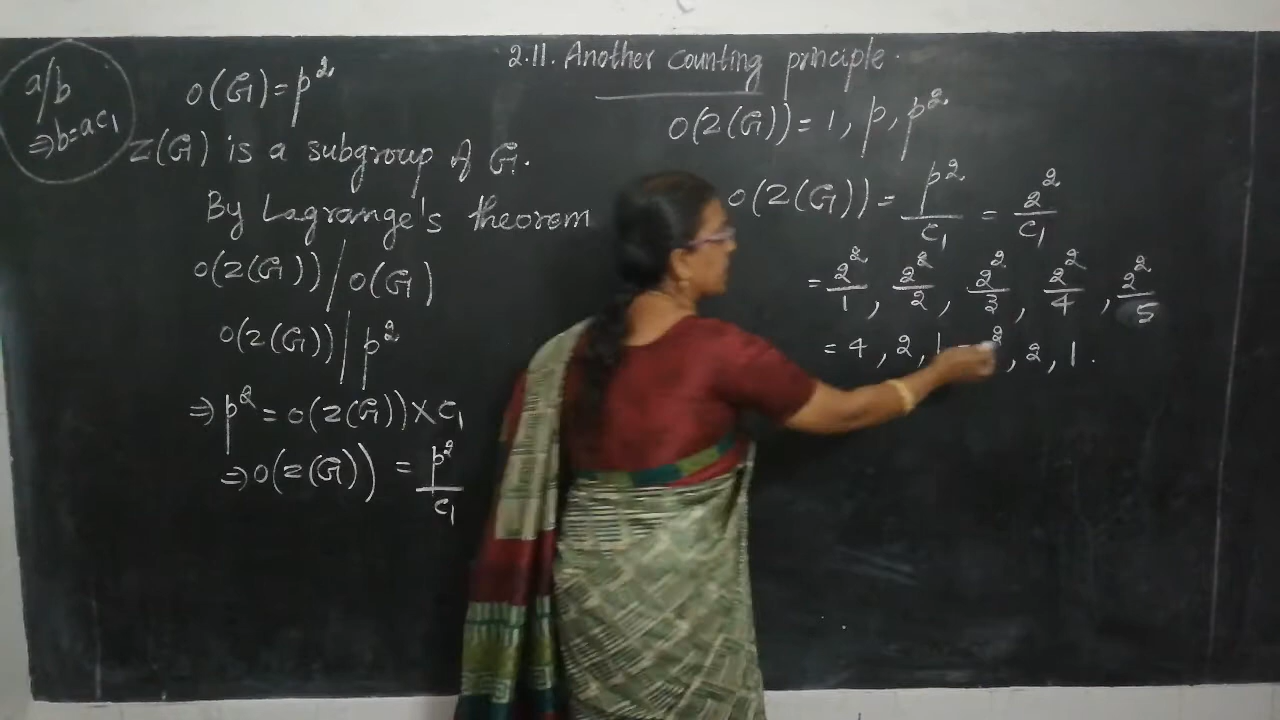 2.11. Another counting principle.
a/b
⇒b=ac₁
o(G)=p²
Z(G) is a subgroup of G.
By Lagrange's theorem
o(Z(G))/o(G)
o(Z(G))/p²
⇒p²=o(Z(G))×c₁
⇒o(Z(G)) = p²/c₁
o(Z(G))=1, p, p²
o(Z(G)) = p²/c₁ = 2²/c₁
= 2²/1, 2²/2, 2²/3, 2²/4, 2²/5
= 4, 2, 1 2², 2, 1.